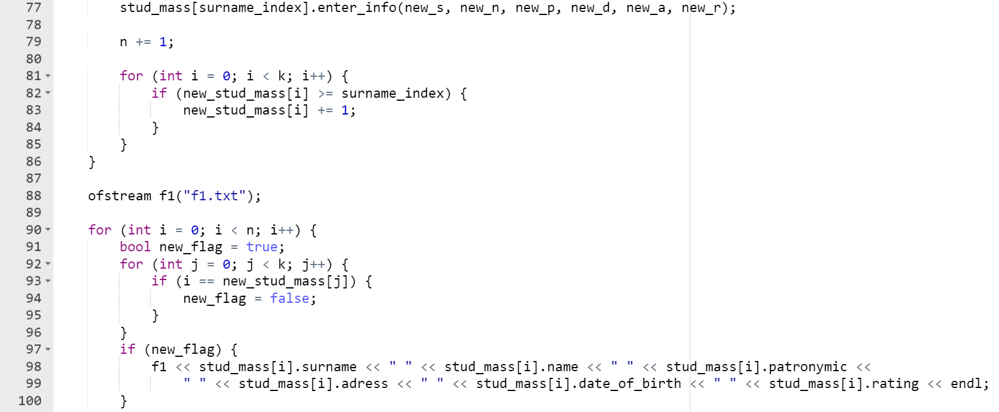 77 stud_mass[surname_index].enter_info(new_s, new_n, new_p, new_d, new_a, new_r);
78
79 n += 1;
80
81 for (int i = 0; i < k; i++) {
82 if (new_stud_mass[i] >= surname_index) {
83 new_stud_mass[i] += 1;
84 }
85 }
86 }
87
88 ofstream f1("f1.txt");
89
90 for (int i = 0; i < n; i++) {
91 bool new_flag = true;
92 for (int j = 0; j < k; j++) {
93 if (i == new_stud_mass[j]) {
94 new_flag = false;
95 }
96 }
97 if (new_flag) {
98 f1 << stud_mass[i].surname << " " << stud_mass[i].name << " " << stud_mass[i].patronymic <<
99 " " << stud_mass[i].adress << " " << stud_mass[i].date_of_birth << " " << stud_mass[i].rating << endl;
100 }